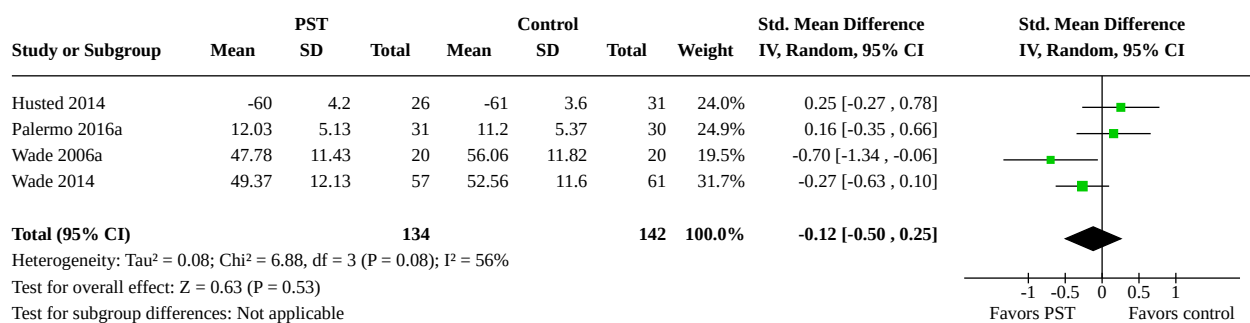 PST Control Std. Mean Difference Std. Mean Difference
Study or Subgroup Mean SD Total Mean SD Total Weight IV, Random, 95% CI IV, Random, 95% CI
Husted 2014 -60 4.2 26 -61 3.6 31 24.0% 0.25 [-0.27 , 0.78]
Palermo 2016a 12.03 5.13 31 11.2 5.37 30 24.9% 0.16 [-0.35 , 0.66]
Wade 2006a 47.78 11.43 20 56.06 11.82 20 19.5% -0.70 [-1.34 , -0.06]
Wade 2014 49.37 12.13 57 52.56 11.6 61 31.7% -0.27 [-0.63 , 0.10]
Total (95% CI) 134 142 100.0% -0.12 [-0.50 , 0.25]
Heterogeneity: Tau² = 0.08; Chi² = 6.88, df = 3 (P = 0.08); I² = 56%
Test for overall effect: Z = 0.63 (P = 0.53)
-1 -0.5 0 0.5 1
Test for subgroup differences: Not applicable
Favors PST Favors control